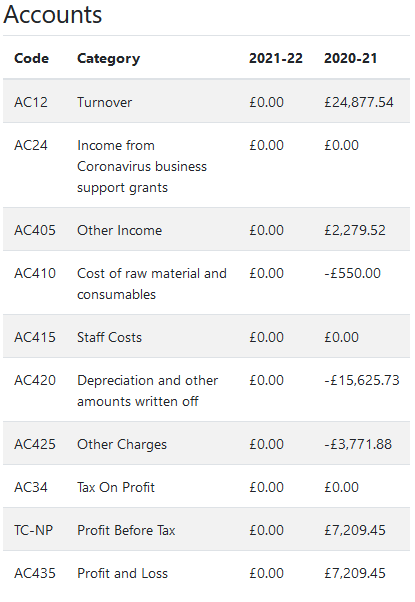 Accounts
Code Category 2021-22 2020-21
AC12 Turnover £0.00 £24,877.54
AC24 Income from £0.00 £0.00
Coronavirus business
support grants
AC405 Other Income £0.00 £2,279.52
AC410 Cost of raw material and £0.00 -£550.00
consumables
AC415 Staff Costs £0.00 £0.00
AC420 Depreciation and other £0.00 -£15,625.73
amounts written off
AC425 Other Charges £0.00 -£3,771.88
AC34 Tax On Profit £0.00 £0.00
TC-NP Profit Before Tax £0.00 £7,209.45
AC435 Profit and Loss £0.00 £7,209.45